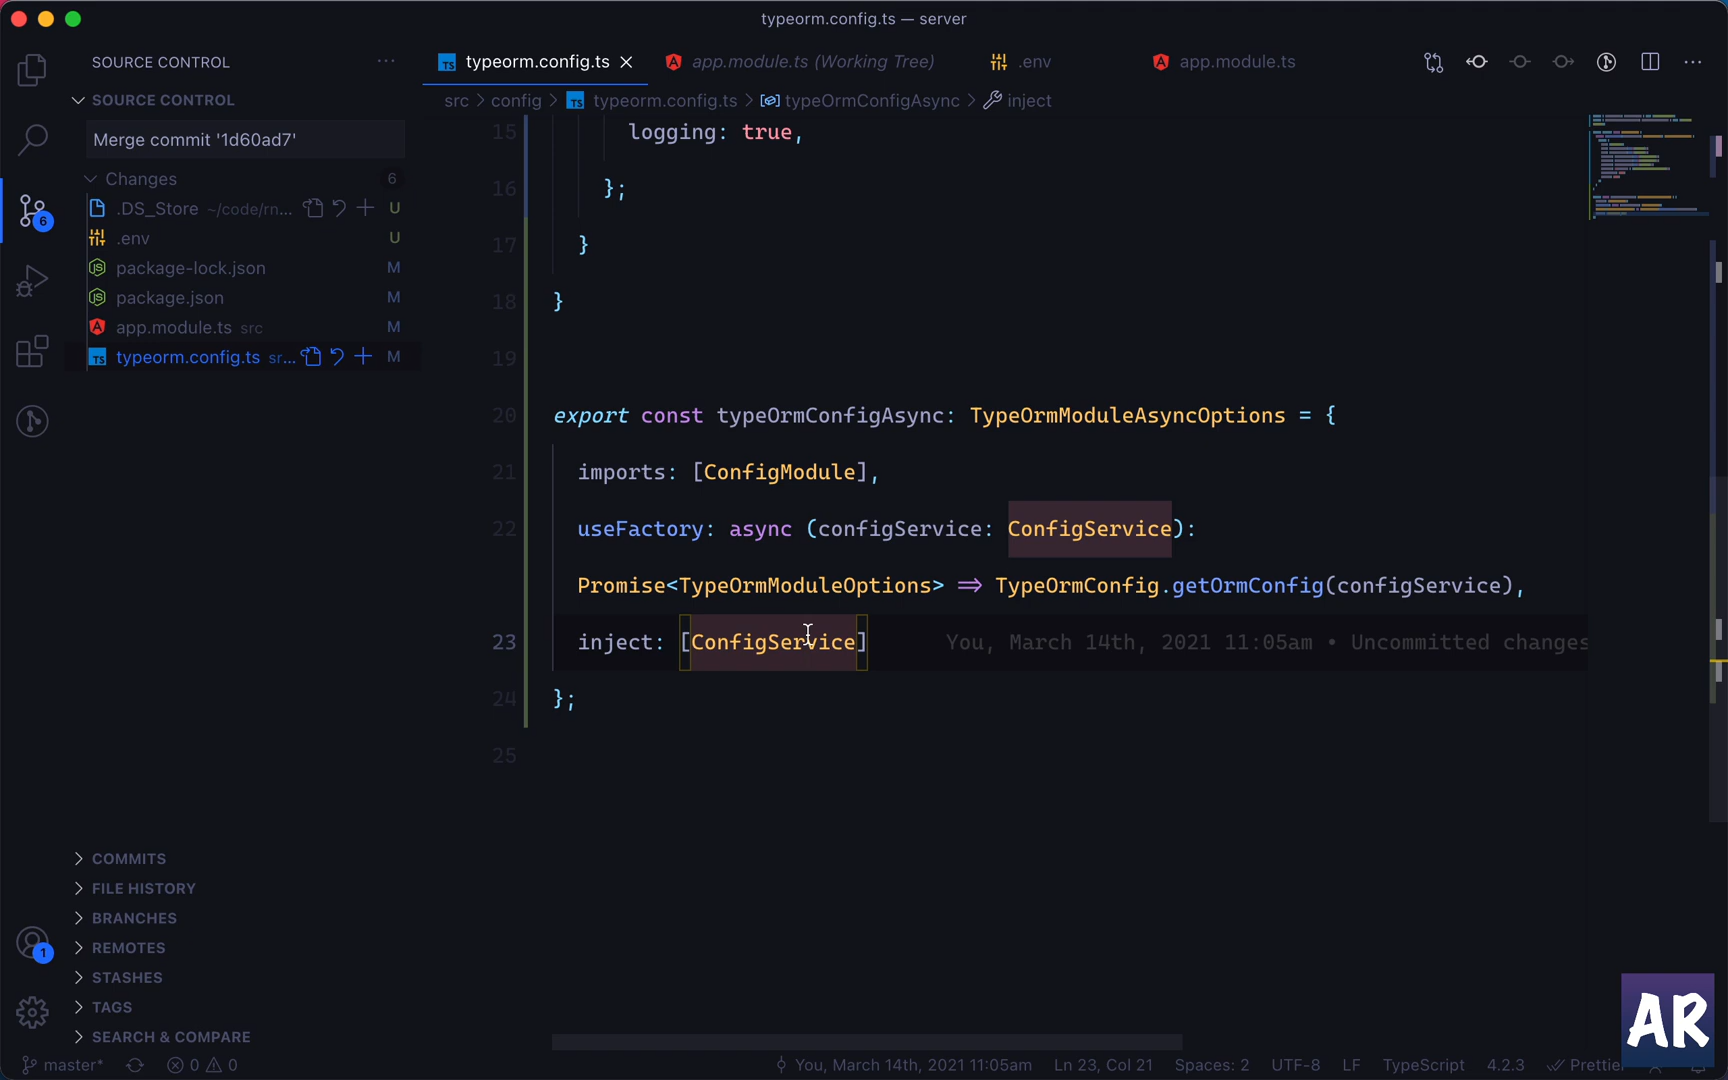 typeorm.config.ts — server
SOURCE CONTROL ···
typeorm.config.ts
app.module.ts (Working Tree)
.env
app.module.ts
SOURCE CONTROL
src > config > TS typeorm.config.ts > typeOrmConfigAsync > inject
Merge commit '1d60ad7'
Changes 6
.DS_Store ~/code/rn... U
.env U
package-lock.json M
package.json M
app.module.ts src M
typeorm.config.ts sr... M
6
15 logging: true,
16 };
17 }
18 }
19
20 export const typeOrmConfigAsync: TypeOrmModuleAsyncOptions = {
21 imports: [ConfigModule],
22 useFactory: async (configService: ConfigService):
Promise<TypeOrmModuleOptions> => TypeOrmConfig.getOrmConfig(configService),
23 inject: [ConfigService] You, March 14th, 2021 11:05am • Uncommitted changes
24 };
25
COMMITS
FILE HISTORY
BRANCHES
REMOTES
STASHES
TAGS
SEARCH & COMPARE
1
AR
master* 0 0 You, March 14th, 2021 11:05am Ln 23, Col 21 Spaces: 2 UTF-8 LF TypeScript 4.2.3 Prettier